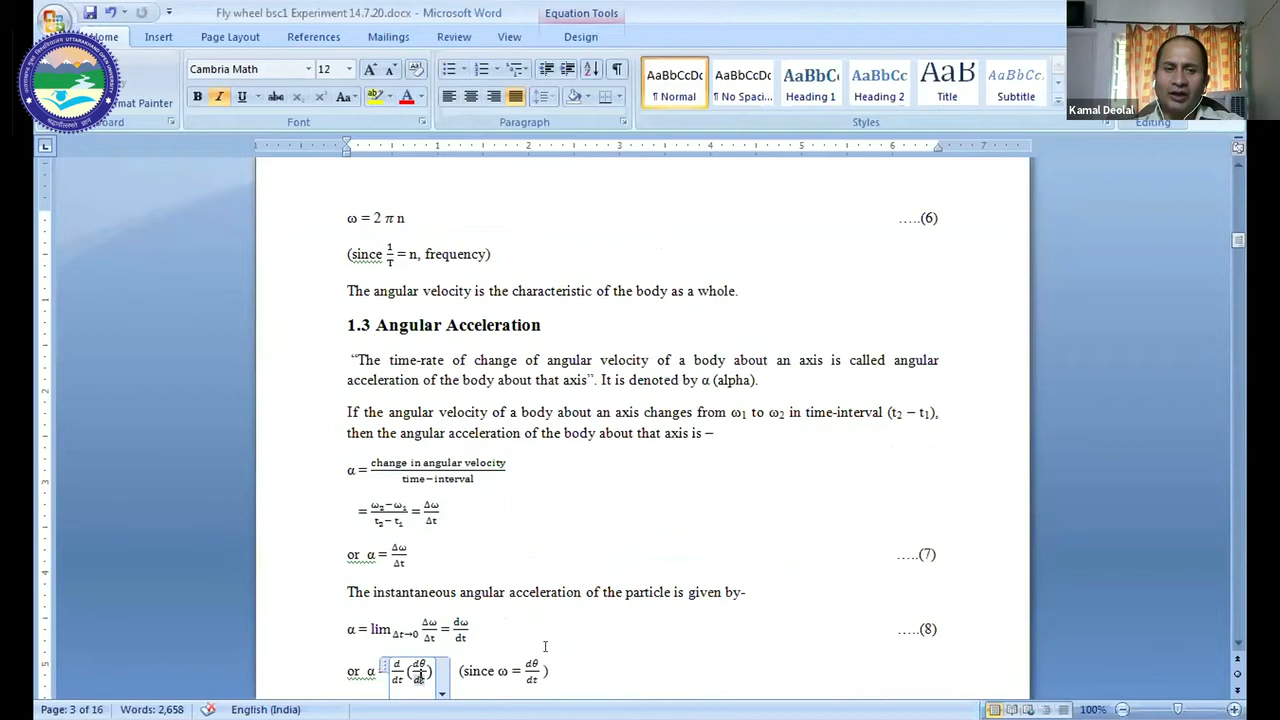 Fly wheel bsc1 Experiment 14.7.20.docx - Microsoft Word
Equation Tools
Home Insert Page Layout References Mailings Review View Design
Cambria Math 12
AaBbCcDc AaBbCcDc AaBbC AaBbCc AaB AaBbCc.
¶ Normal ¶ No Spaci... Heading 1 Heading 2 Title Subtitle
Format Painter
Font Paragraph Styles Editing
Kamal Deolal
ω = 2 π n …..(6)
(since 1/T = n, frequency)
The angular velocity is the characteristic of the body as a whole.
1.3 Angular Acceleration
“The time-rate of change of angular velocity of a body about an axis is called angular
acceleration of the body about that axis”. It is denoted by α (alpha).
If the angular velocity of a body about an axis changes from ω₁ to ω₂ in time-interval (t₂ – t₁),
then the angular acceleration of the body about that axis is –
α = change in angular velocity / time−interval
= ω₂−ω₁ / t₂− t₁ = Δω/Δt
or α = Δω/Δt …..(7)
The instantaneous angular acceleration of the particle is given by-
α = lim Δt→0 Δω/Δt = dω/dt …..(8)
or α = d/dt (dθ/dt) (since ω = dθ/dt )
Page: 3 of 16 Words: 2,658 English (India) 100%